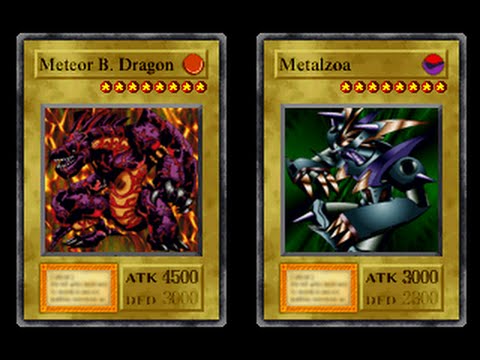 Meteor B. Dragon
ATK 4500
DFD 3000
Metalzoa
ATK 3000
DFD 2300